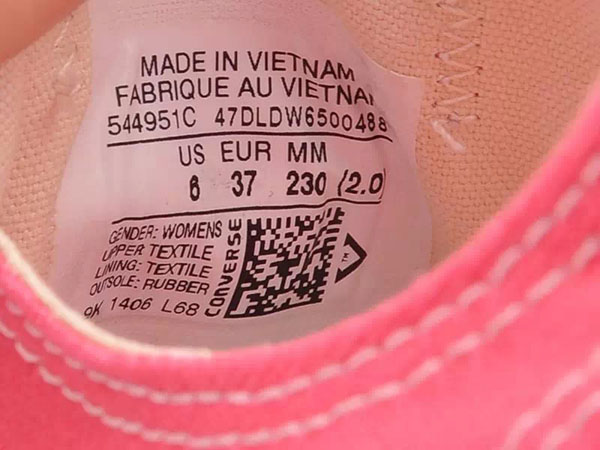 MADE IN VIETNAM
FABRIQUE AU VIETNAM
544951C 47DLDW6500488
US EUR MM
6 37 230 (2.0)
GENDER: WOMENS
UPPER TEXTILE
LINING: TEXTILE
OUTSOLE: RUBBER
9K 1406 L68
CONVERSE